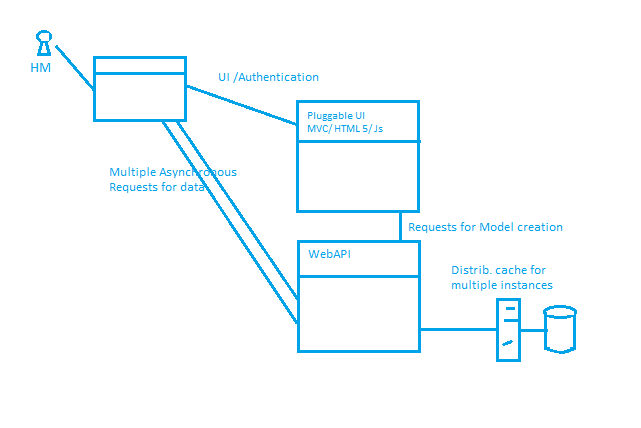 HM
UI /Authentication
Pluggable UI
MVC/ HTML 5/ Js
Multiple Asynchronous
Requests for data
Requests for Model creation
WebAPI
Distrib. cache for
multiple instances